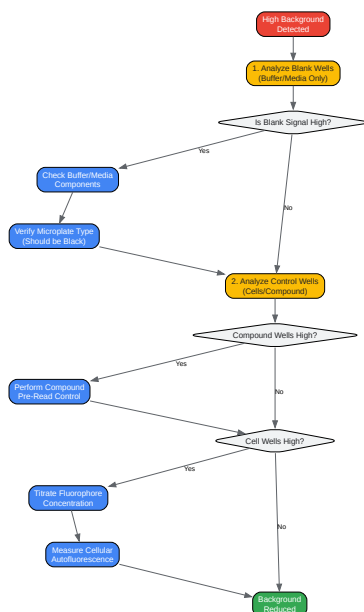 High Background
Detected
1. Analyze Blank Wells
(Buffer/Media Only)
Is Blank Signal High?
Yes
Check Buffer/Media
Components
No
Verify Microplate Type
(Should be Black)
2. Analyze Control Wells
(Cells/Compound)
Compound Wells High?
Yes
Perform Compound
Pre-Read Control
No
Cell Wells High?
Yes
Titrate Fluorophore
Concentration
No
Measure Cellular
Autofluorescence
Background
Reduced